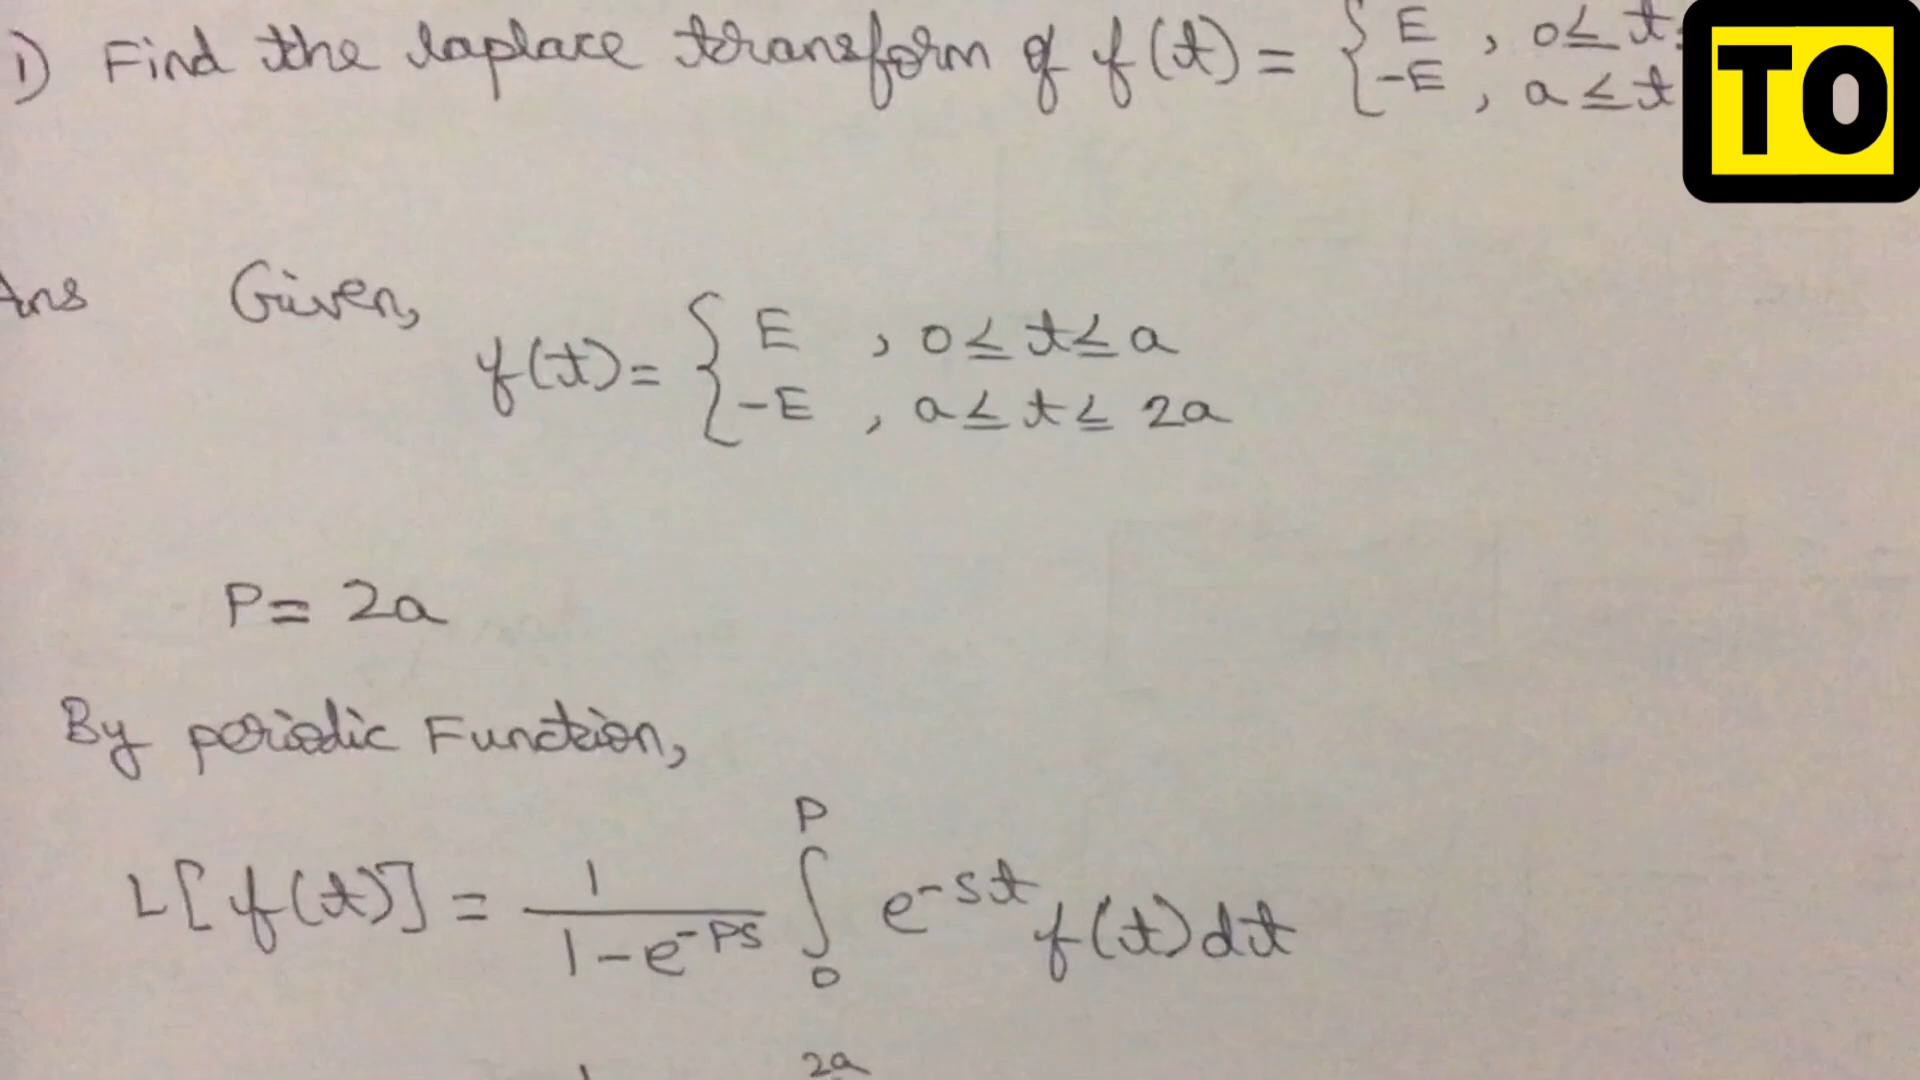 1) Find the laplace transform of f(t) = { E , 0 ≤ t
-E , a ≤ t
TO
Ans Given,
f(t) = { E , 0 ≤ t ≤ a
-E , a ≤ t ≤ 2a
P = 2a
By periodic Function,
L[f(t)] = 1/(1-e^{-Ps}) ∫_0^P e^{-st} f(t) dt
2a